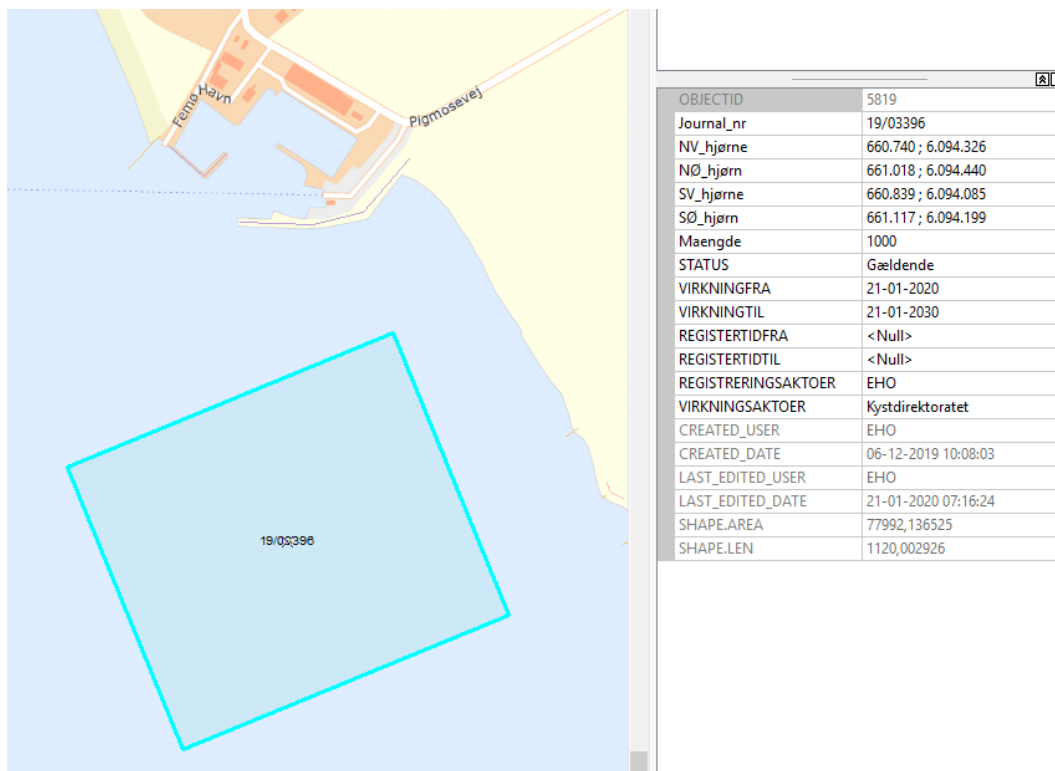 Femø Havn
Pigmosevej
19/03396
OBJECTID 5819
Journal_nr 19/03396
NV_hjørne 660.740 ; 6.094.326
NØ_hjørn 661.018 ; 6.094.440
SV_hjørne 660.839 ; 6.094.085
SØ_hjørn 661.117 ; 6.094.199
Maengde 1000
STATUS Gældende
VIRKNINGFRA 21-01-2020
VIRKNINGTIL 21-01-2030
REGISTERTIDFRA <Null>
REGISTERTIDTIL <Null>
REGISTRERINGSAKTOER EHO
VIRKNINGSAKTOER Kystdirektoratet
CREATED_USER EHO
CREATED_DATE 06-12-2019 10:08:03
LAST_EDITED_USER EHO
LAST_EDITED_DATE 21-01-2020 07:16:24
SHAPE.AREA 77992,136525
SHAPE.LEN 1120,002926